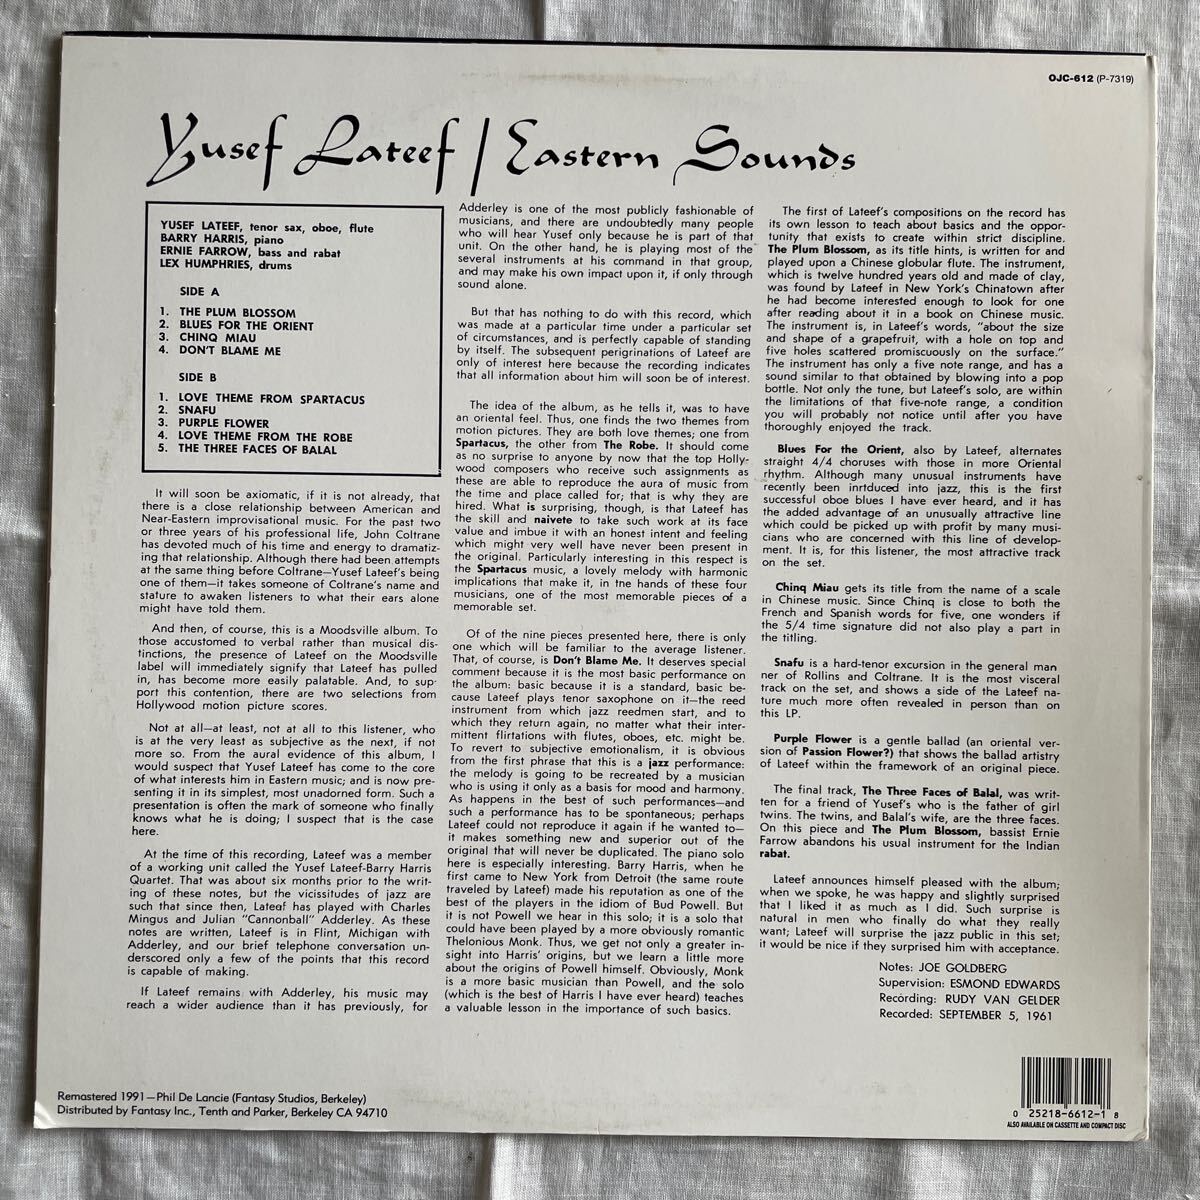 OJC-612 (P-7319)
Yusef Lateef / Eastern Sounds
YUSEF LATEEF, tenor sax, oboe, flute
BARRY HARRIS, piano
ERNIE FARROW, bass and rabat
LEX HUMPHRIES, drums
SIDE A
1. THE PLUM BLOSSOM
2. BLUES FOR THE ORIENT
3. CHINQ MIAU
4. DON'T BLAME ME
SIDE B
1. LOVE THEME FROM SPARTACUS
2. SNAFU
3. PURPLE FLOWER
4. LOVE THEME FROM THE ROBE
5. THE THREE FACES OF BALAL
It will soon be axiomatic, if it is not already, that
there is a close relationship between American and
Near-Eastern improvisational music. For the past two
or three years of his professional life, John Coltrane
has devoted much of his time and energy to dramatiz-
ing that relationship. Although there had been attempts
at the same thing before Coltrane—Yusef Lateef's being
one of them—it takes someone of Coltrane's name and
stature to awaken listeners to what their ears alone
might have told them.
And then, of course, this is a Moodsville album. To
those accustomed to verbal rather than musical dis-
tinctions, the presence of Lateef on the Moodsville
label will immediately signify that Lateef has pulled
in, has become more easily palatable. And, to sup-
port this contention, there are two selections from
Hollywood motion picture scores.
Not at all—at least, not at all to this listener, who
is at the very least as subjective as the next, if not
more so. From the aural evidence of this album, I
would suspect that Yusef Lateef has come to the core
of what interests him in Eastern music; and is now pre-
senting it in its simplest, most unadorned form. Such a
presentation is often the mark of someone who finally
knows what he is doing; I suspect that is the case
here.
At the time of this recording, Lateef was a member
of a working unit called the Yusef Lateef-Barry Harris
Quartet. That was about six months prior to the writ-
ing of these notes, but the vicissitudes of jazz are
such that since then, Lateef has played with Charles
Mingus and Julian "Cannonball" Adderley. As these
notes are written, Lateef is in Flint, Michigan with
Adderley, and our brief telephone conversation un-
derscored only a few of the points that this record
is capable of making.
If Lateef remains with Adderley, his music may
reach a wider audience than it has previously, for
Adderley is one of the most publicly fashionable of
musicians, and there are undoubtedly many people
who will hear Yusef only because he is part of that
unit. On the other hand, he is playing most of the
several instruments at his command in that group,
and may make his own impact upon it, if only through
sound alone.
But that has nothing to do with this record, which
was made at a particular time under a particular set
of circumstances, and is perfectly capable of standing
by itself. The subsequent perigrinations of Lateef are
only of interest here because the recording indicates
that all information about him will soon be of interest.
The idea of the album, as he tells it, was to have
an oriental feel. Thus, one finds the two themes from
motion pictures. They are both love themes; one from
Spartacus, the other from The Robe. It should come
as no surprise to anyone by now that the top Holly-
wood composers who receive such assignments as
these are able to reproduce the aura of music from
the time and place called for; that is why they are
hired. What is surprising, though, is that Lateef has
the skill and naivete to take such work at its face
value and imbue it with an honest intent and feeling
which might very well have never been present in
the original. Particularly interesting in this respect is
the Spartacus music, a lovely melody with harmonic
implications that make it, in the hands of these four
musicians, one of the most memorable pieces of a
memorable set.
Of of the nine pieces presented here, there is only
one which will be familiar to the average listener.
That, of course, is Don't Blame Me. It deserves special
comment because it is the most basic performance on
the album: basic because it is a standard, basic be-
cause Lateef plays tenor saxophone on it—the reed
instrument from which jazz reedmen start, and to
which they return again, no matter what their inter-
mittent flirtations with flutes, oboes, etc. might be.
To revert to subjective emotionalism, it is obvious
from the first phrase that this is a jazz performance:
the melody is going to be recreated by a musician
who is using it only as a basis for mood and harmony.
As happens in the best of such performances—and
such a performance has to be spontaneous; perhaps
Lateef could not reproduce it again if he wanted to—
it makes something new and superior out of the
original that will never be duplicated. The piano solo
here is especially interesting. Barry Harris, when he
first came to New York from Detroit (the same route
traveled by Lateef) made his reputation as one of the
best of the players in the idiom of Bud Powell. But
it is not Powell we hear in this solo; it is a solo that
could have been played by a more obviously romantic
Thelonious Monk. Thus, we get not only a greater in-
sight into Harris' origins, but we learn a little more
about the origins of Powell himself. Obviously, Monk
is a more basic musician than Powell, and the solo
(which is the best of Harris I have ever heard) teaches
a valuable lesson in the importance of such basics.
The first of Lateef's compositions on the record has
its own lesson to teach about basics and the oppor-
tunity that exists to create within strict discipline.
The Plum Blossom, as its title hints, is written for and
played upon a Chinese globular flute. The instrument,
which is twelve hundred years old and made of clay,
was found by Lateef in New York's Chinatown after
he had become interested enough to look for one
after reading about it in a book on Chinese music.
The instrument is, in Lateef's words, "about the size
and shape of a grapefruit, with a hole on top and
five holes scattered promiscuously on the surface."
The instrument has only a five note range, and has a
sound similar to that obtained by blowing into a pop
bottle. Not only the tune, but Lateef's solo, are within
the limitations of that five-note range, a condition
you will probably not notice until after you have
thoroughly enjoyed the track.
Blues For the Orient, also by Lateef, alternates
straight 4/4 choruses with those in more Oriental
rhythm. Although many unusual instruments have
recently been inrtduced into jazz, this is the first
successful oboe blues I have ever heard, and it has
the added advantage of an unusually attractive line
which could be picked up with profit by many musi-
cians who are concerned with this line of develop-
ment. It is, for this listener, the most attractive track
on the set.
Chinq Miau gets its title from the name of a scale
in Chinese music. Since Chinq is close to both the
French and Spanish words for five, one wonders if
the 5/4 time signature did not also play a part in
the titling.
Snafu is a hard-tenor excursion in the general man
ner of Rollins and Coltrane. It is the most visceral
track on the set, and shows a side of the Lateef na-
ture much more often revealed in person than on
this LP.
Purple Flower is a gentle ballad (an oriental ver-
sion of Passion Flower?) that shows the ballad artistry
of Lateef within the framework of an original piece.
The final track, The Three Faces of Balal, was writ-
ten for a friend of Yusef's who is the father of girl
twins. The twins, and Balal's wife, are the three faces.
On this piece and The Plum Blossom, bassist Ernie
Farrow abandons his usual instrument for the Indian
rabat.
Lateef announces himself pleased with the album;
when we spoke, he was happy and slightly surprised
that I liked it as much as I did. Such surprise is
natural in men who finally do what they really
want; Lateef will surprise the jazz public in this set;
it would be nice if they surprised him with acceptance.
Notes: JOE GOLDBERG
Supervision: ESMOND EDWARDS
Recording: RUDY VAN GELDER
Recorded: SEPTEMBER 5, 1961
Remastered 1991—Phil De Lancie (Fantasy Studios, Berkeley)
Distributed by Fantasy Inc., Tenth and Parker, Berkeley CA 94710
0 25218-6612-1 8
ALSO AVAILABLE ON CASSETTE AND COMPACT DISC